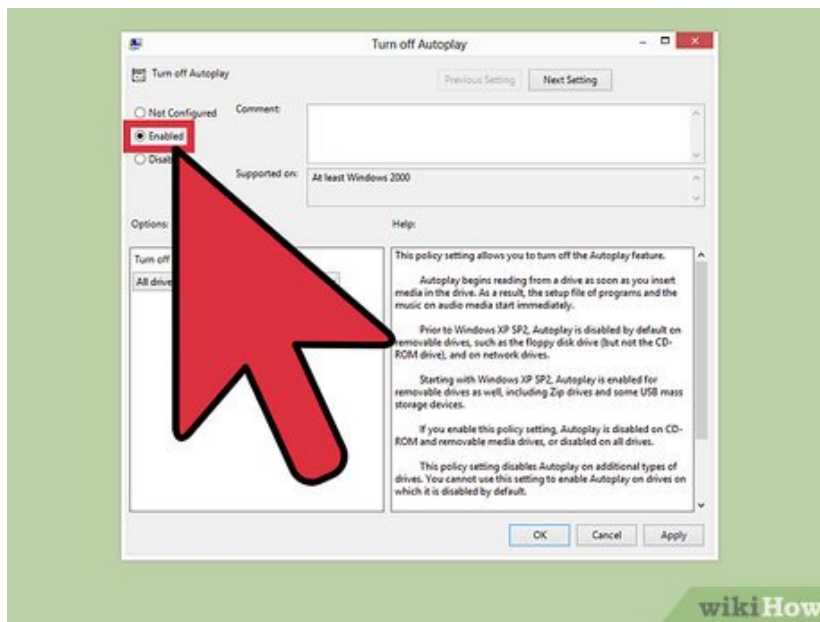 Turn off Autoplay
Turn off Autoplay
Previous Setting
Next Setting
Not Configured
Comment:
Enabled
Supported on:
At least Windows 2000
Options:
Help:
Turn off
All
This policy setting allows you to turn off the Autoplay feature.
Autoplay begins reading from a drive as soon as you insert
media in the drive. As a result, the setup file of programs and the
music on audio media start immediately.
Prior to Windows XP SP2, Autoplay is disabled by default on
removable drives, such as the floppy disk drive (but not the CD-
ROM drive), and on network drives.
Starting with Windows XP SP2, Autoplay is enabled for
removable drives as well, including Zip drives and some USB mass
storage devices.
If you enable this policy setting, Autoplay is disabled on CD-
ROM and removable media drives, or disabled on all drives.
This policy setting disables Autoplay on additional types of
drives. You cannot use this setting to enable Autoplay on drives on
which it is disabled by default.
OK
Cancel
Apply
wikiHow